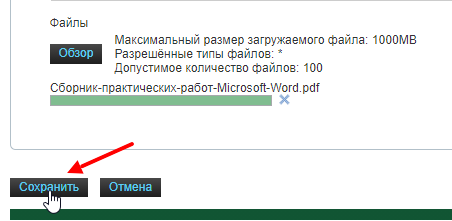 Файлы
Максимальный размер загружаемого файла: 1000MB
Обзор
Разрешённые типы файлов: *
Допустимое количество файлов: 100
Сборник-практических-работ-Microsoft-Word.pdf
Сохранить
Отмена